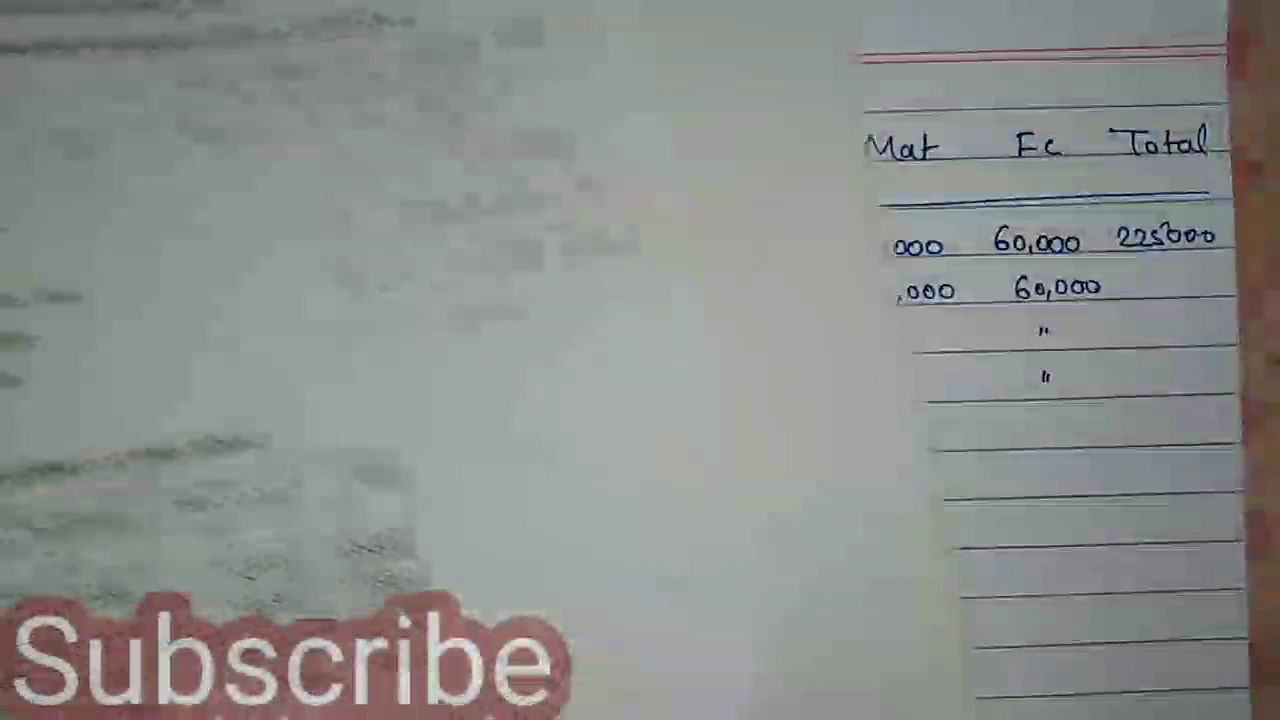 Mat Fc Total
000 60,000 225000
,000 60,000
"
"
Subscribe